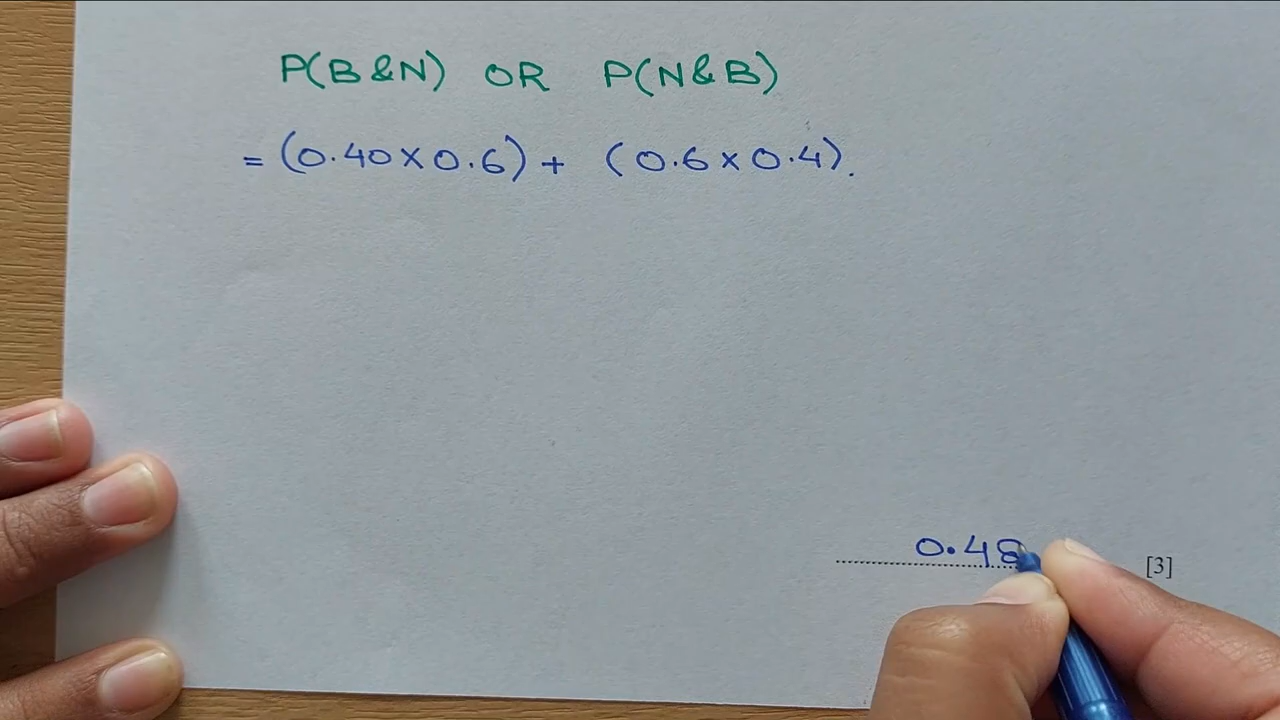 P(B&N) OR P(N&B)
= (0.40×0.6) + (0.6×0.4).
0.48 [3]